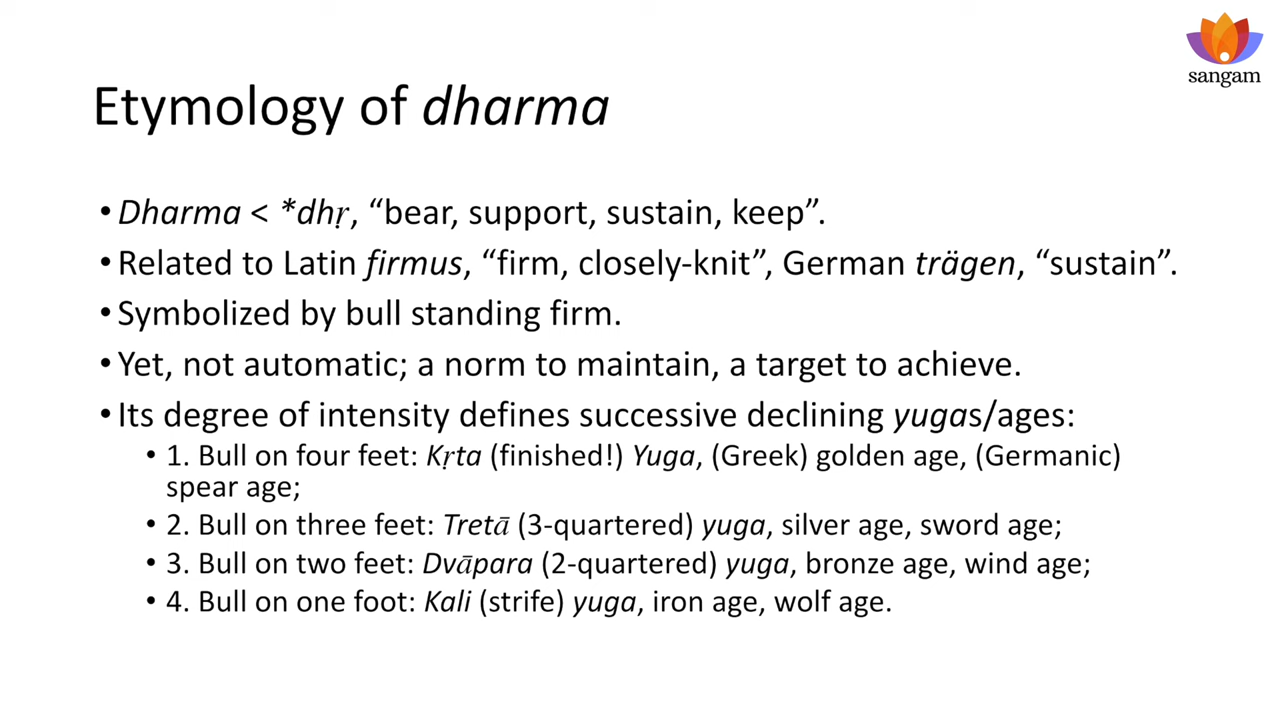 sangam
Etymology of dharma
• Dharma < *dhṛ, “bear, support, sustain, keep”.
• Related to Latin firmus, “firm, closely-knit”, German trägen, “sustain”.
• Symbolized by bull standing firm.
• Yet, not automatic; a norm to maintain, a target to achieve.
• Its degree of intensity defines successive declining yugas/ages:
• 1. Bull on four feet: Kṛta (finished!) Yuga, (Greek) golden age, (Germanic)
spear age;
• 2. Bull on three feet: Tretā (3-quartered) yuga, silver age, sword age;
• 3. Bull on two feet: Dvāpara (2-quartered) yuga, bronze age, wind age;
• 4. Bull on one foot: Kali (strife) yuga, iron age, wolf age.